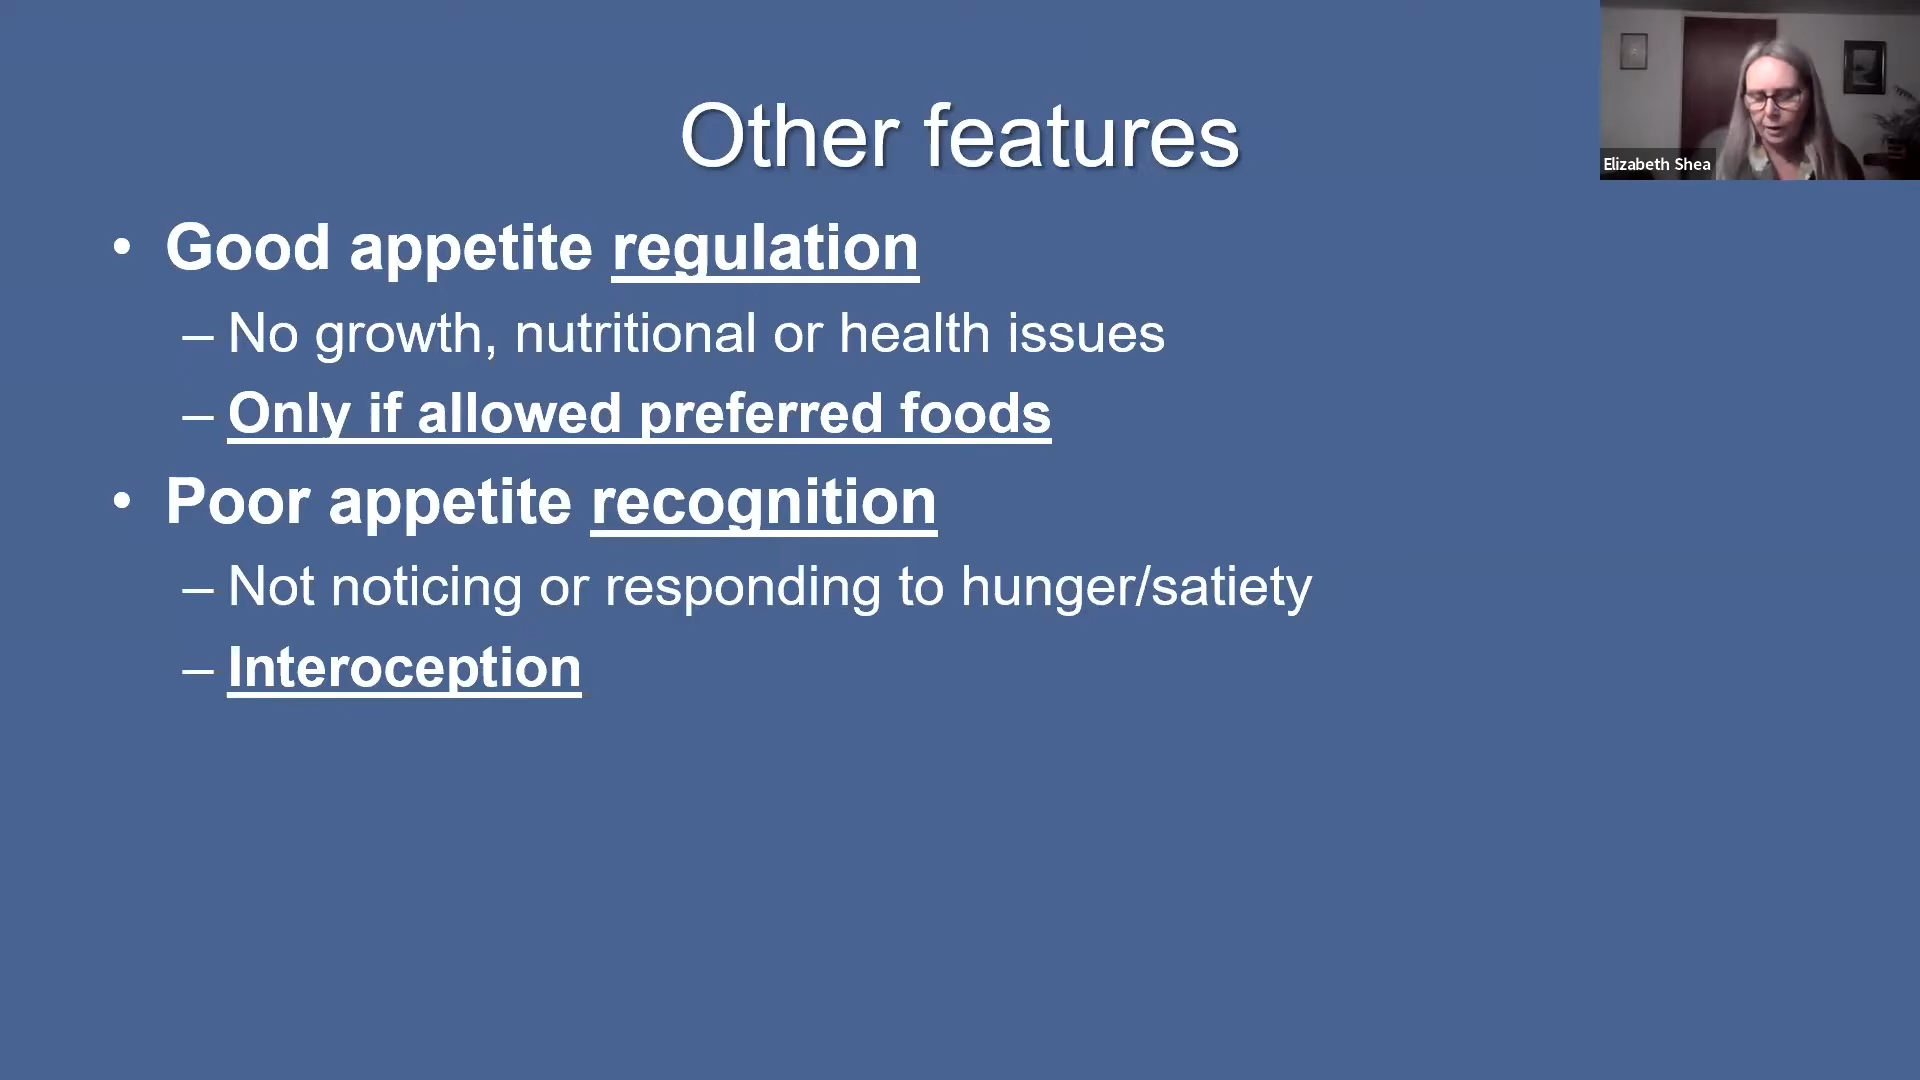 Other features
Elizabeth Shea
• Good appetite regulation
– No growth, nutritional or health issues
– Only if allowed preferred foods
• Poor appetite recognition
– Not noticing or responding to hunger/satiety
– Interoception